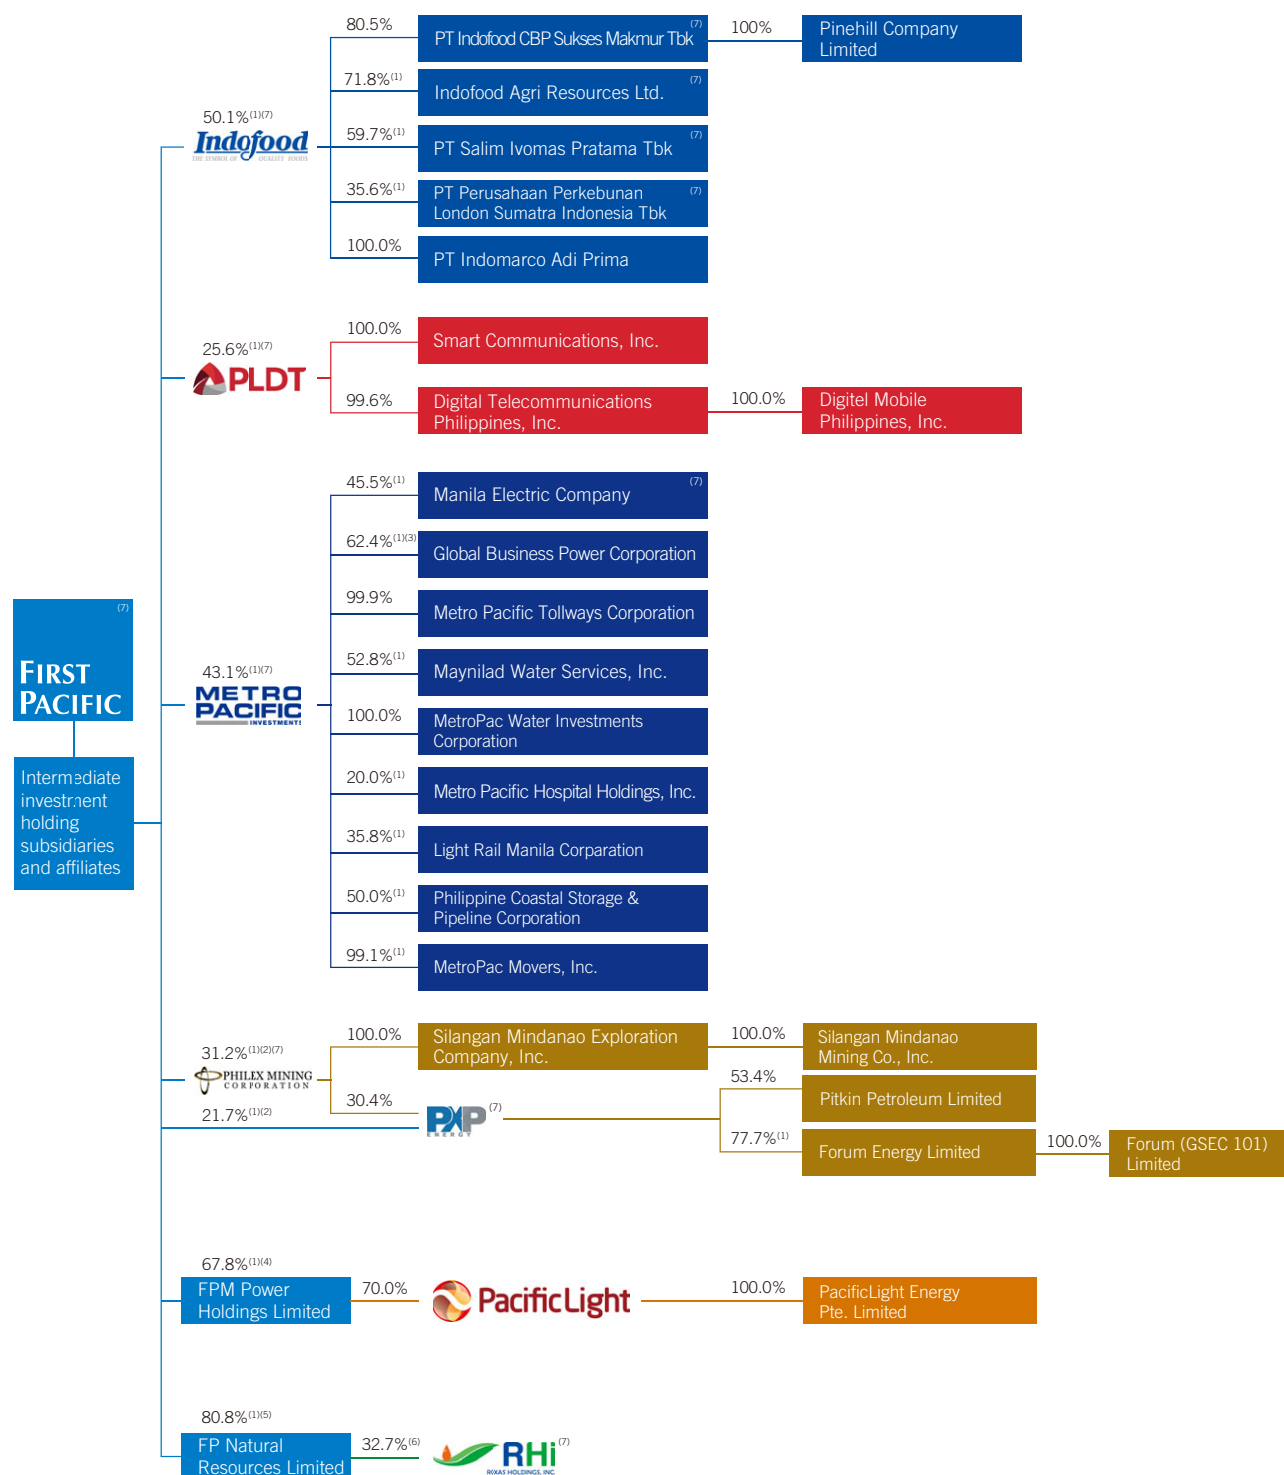 80.5%
PT Indofood CBP Sukses Makmur Tbk (7)
100%
Pinehill Company
Limited
71.8%(1)
Indofood Agri Resources Ltd. (7)
50.1%(1)(7)
Indofood
THE SYMBOL OF QUALITY FOODS
59.7%(1)
PT Salim Ivomas Pratama Tbk (7)
35.6%(1)
PT Perusahaan Perkebunan (7)
London Sumatra Indonesia Tbk
100.0%
PT Indomarco Adi Prima
25.6%(1)(7)
PLDT
100.0%
Smart Communications, Inc.
99.6%
Digital Telecommunications
Philippines, Inc.
100.0%
Digitel Mobile
Philippines, Inc.
45.5%(1)
Manila Electric Company (7)
62.4%(1)(3)
Global Business Power Corporation
99.9%
Metro Pacific Tollways Corporation
(7)
FIRST
PACIFIC
Intermediate
investment
holding
subsidiaries
and affiliates
43.1%(1)(7)
METRO
PACIFIC
INVESTMENTS
52.8%(1)
Maynilad Water Services, Inc.
100.0%
MetroPac Water Investments
Corporation
20.0%(1)
Metro Pacific Hospital Holdings, Inc.
35.8%(1)
Light Rail Manila Corparation
50.0%(1)
Philippine Coastal Storage &
Pipeline Corporation
99.1%(1)
MetroPac Movers, Inc.
31.2%(1)(2)(7)
PHILEX MINING
CORPORATION
100.0%
Silangan Mindanao Exploration
Company, Inc.
100.0%
Silangan Mindanao
Mining Co., Inc.
21.7%(1)(2)
30.4%
PXP (7)
ENERGY
53.4%
Pitkin Petroleum Limited
77.7%(1)
Forum Energy Limited
100.0%
Forum (GSEC 101)
Limited
67.8%(1)(4)
FPM Power
Holdings Limited
70.0%
PacificLight
100.0%
PacificLight Energy
Pte. Limited
80.8%(1)(5)
FP Natural
Resources Limited
32.7%(6)
RHi (7)
ROXAS HOLDINGS, INC.